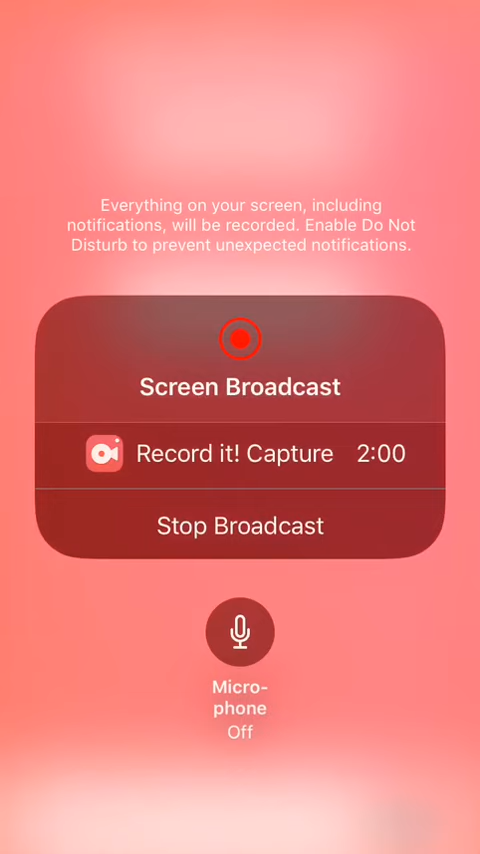 Everything on your screen, including
notifications, will be recorded. Enable Do Not
Disturb to prevent unexpected notifications.
Screen Broadcast
Record it! Capture 2:00
Stop Broadcast
Micro-
phone
Off